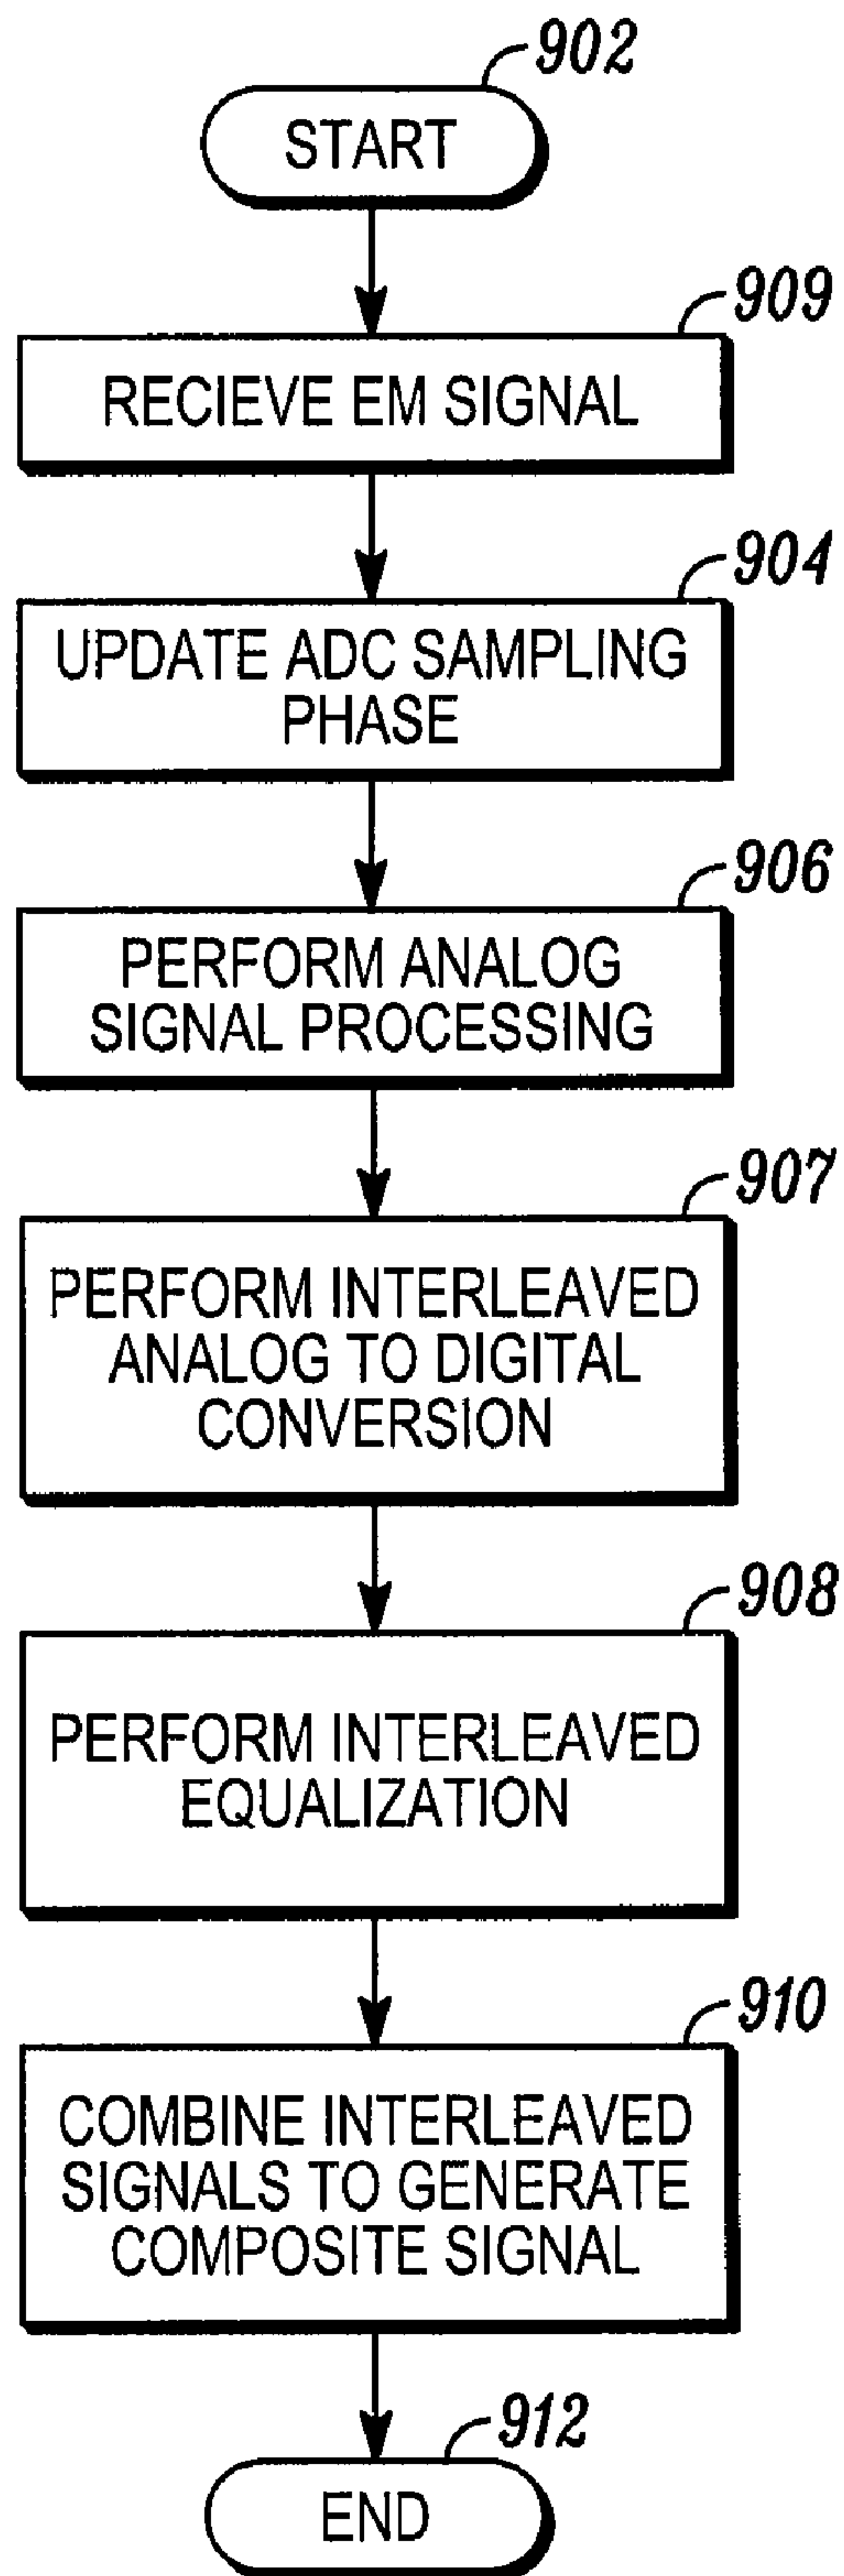 902
START
909
RECIEVE EM SIGNAL
904
UPDATE ADC SAMPLING
PHASE
906
PERFORM ANALOG
SIGNAL PROCESSING
907
PERFORM INTERLEAVED
ANALOG TO DIGITAL
CONVERSION
908
PERFORM INTERLEAVED
EQUALIZATION
910
COMBINE INTERLEAVED
SIGNALS TO GENERATE
COMPOSITE SIGNAL
912
END